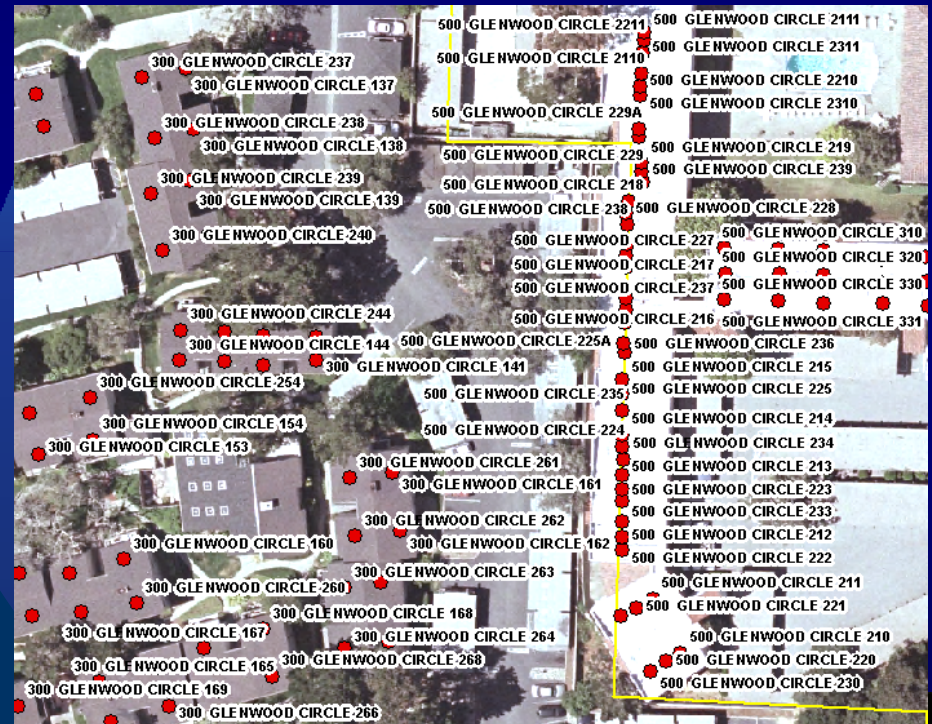 500 GLENWOOD CIRCLE 2211
500 GLENWOOD CIRCLE 2111
500 GLENWOOD CIRCLE 2311
300 GLENWOOD CIRCLE 237
500 GLENWOOD CIRCLE 2110
300 GLENWOOD CIRCLE 137
500 GLENWOOD CIRCLE 2210
500 GLENWOOD CIRCLE 2310
500 GLENWOOD CIRCLE 229A
300 GLENWOOD CIRCLE 238
300 GLENWOOD CIRCLE 138
500 GLENWOOD CIRCLE 219
500 GLENWOOD CIRCLE 229
500 GLENWOOD CIRCLE 239
300 GLENWOOD CIRCLE 239
500 GLENWOOD CIRCLE 218
300 GLENWOOD CIRCLE 139
500 GLENWOOD CIRCLE 238
500 GLENWOOD CIRCLE 228
300 GLENWOOD CIRCLE 240
500 GLENWOOD CIRCLE 310
500 GLENWOOD CIRCLE 227
500 GLENWOOD CIRCLE 320
500 GLENWOOD CIRCLE 217
500 GLENWOOD CIRCLE 330
500 GLENWOOD CIRCLE 237
300 GLENWOOD CIRCLE 244
500 GLENWOOD CIRCLE 216
500 GLENWOOD CIRCLE 331
300 GLENWOOD CIRCLE 144
500 GLENWOOD CIRCLE 225A
500 GLENWOOD CIRCLE 236
300 GLENWOOD CIRCLE 141
500 GLENWOOD CIRCLE 215
300 GLENWOOD CIRCLE 254
500 GLENWOOD CIRCLE 225
500 GLENWOOD CIRCLE 235
300 GLENWOOD CIRCLE 154
500 GLENWOOD CIRCLE 214
500 GLENWOOD CIRCLE 224
300 GLENWOOD CIRCLE 153
500 GLENWOOD CIRCLE 234
300 GLENWOOD CIRCLE 261
500 GLENWOOD CIRCLE 213
300 GLENWOOD CIRCLE 161
500 GLENWOOD CIRCLE 223
500 GLENWOOD CIRCLE 233
300 GLENWOOD CIRCLE 262
500 GLENWOOD CIRCLE 212
300 GLENWOOD CIRCLE 160
300 GLENWOOD CIRCLE 162
500 GLENWOOD CIRCLE 222
300 GLENWOOD CIRCLE 263
500 GLENWOOD CIRCLE 211
300 GLENWOOD CIRCLE 260
500 GLENWOOD CIRCLE 221
300 GLENWOOD CIRCLE 168
300 GLENWOOD CIRCLE 167
300 GLENWOOD CIRCLE 264
500 GLENWOOD CIRCLE 210
300 GLENWOOD CIRCLE 268
500 GLENWOOD CIRCLE 220
300 GLENWOOD CIRCLE 165
500 GLENWOOD CIRCLE 230
300 GLENWOOD CIRCLE 169
300 GLENWOOD CIRCLE 266